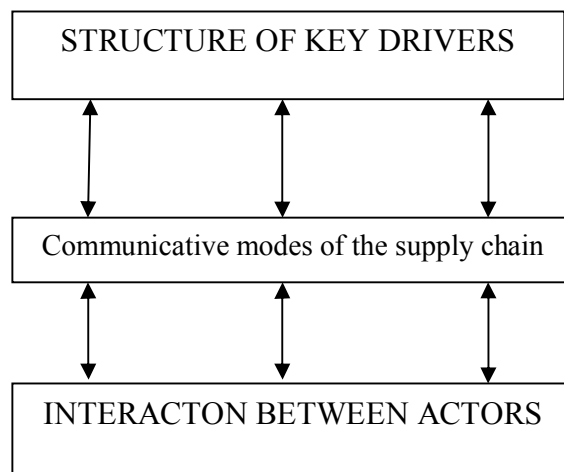 STRUCTURE OF KEY DRIVERS
Communicative modes of the supply chain
INTERACTON BETWEEN ACTORS